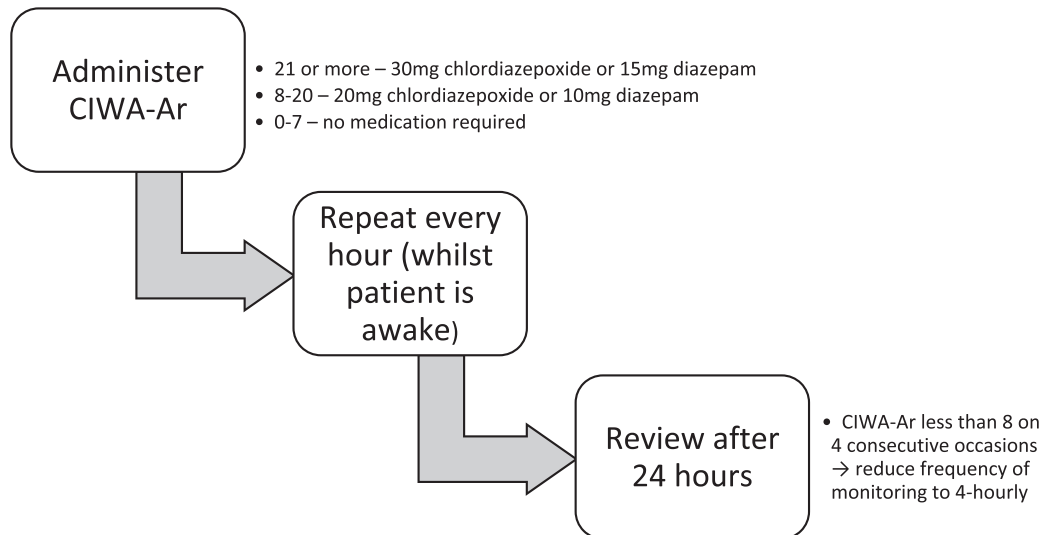 Administer
CIWA-Ar
• 21 or more – 30mg chlordiazepoxide or 15mg diazepam
• 8-20 – 20mg chlordiazepoxide or 10mg diazepam
• 0-7 – no medication required
Repeat every
hour (whilst
patient is
awake)
Review after
24 hours
• CIWA-Ar less than 8 on
4 consecutive occasions
→ reduce frequency of
monitoring to 4-hourly